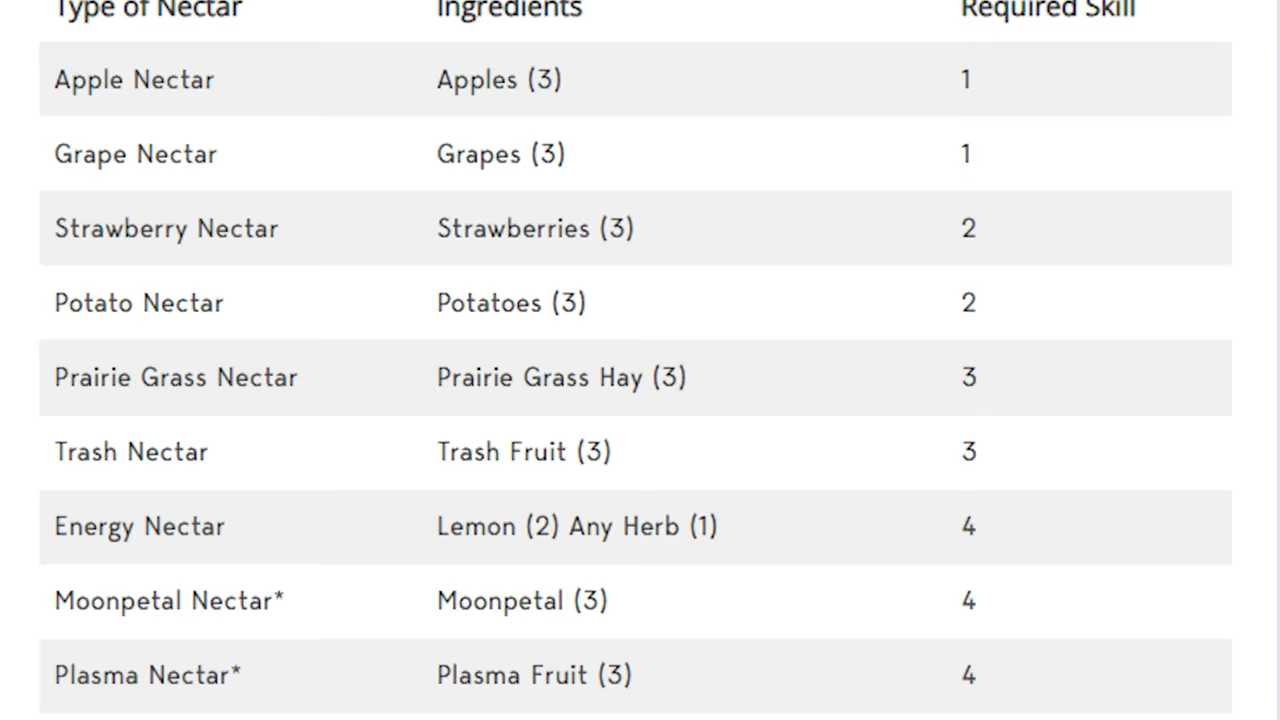 Type of Nectar Ingredients Required Skill
Apple Nectar Apples (3) 1
Grape Nectar Grapes (3) 1
Strawberry Nectar Strawberries (3) 2
Potato Nectar Potatoes (3) 2
Prairie Grass Nectar Prairie Grass Hay (3) 3
Trash Nectar Trash Fruit (3) 3
Energy Nectar Lemon (2) Any Herb (1) 4
Moonpetal Nectar* Moonpetal (3) 4
Plasma Nectar* Plasma Fruit (3) 4